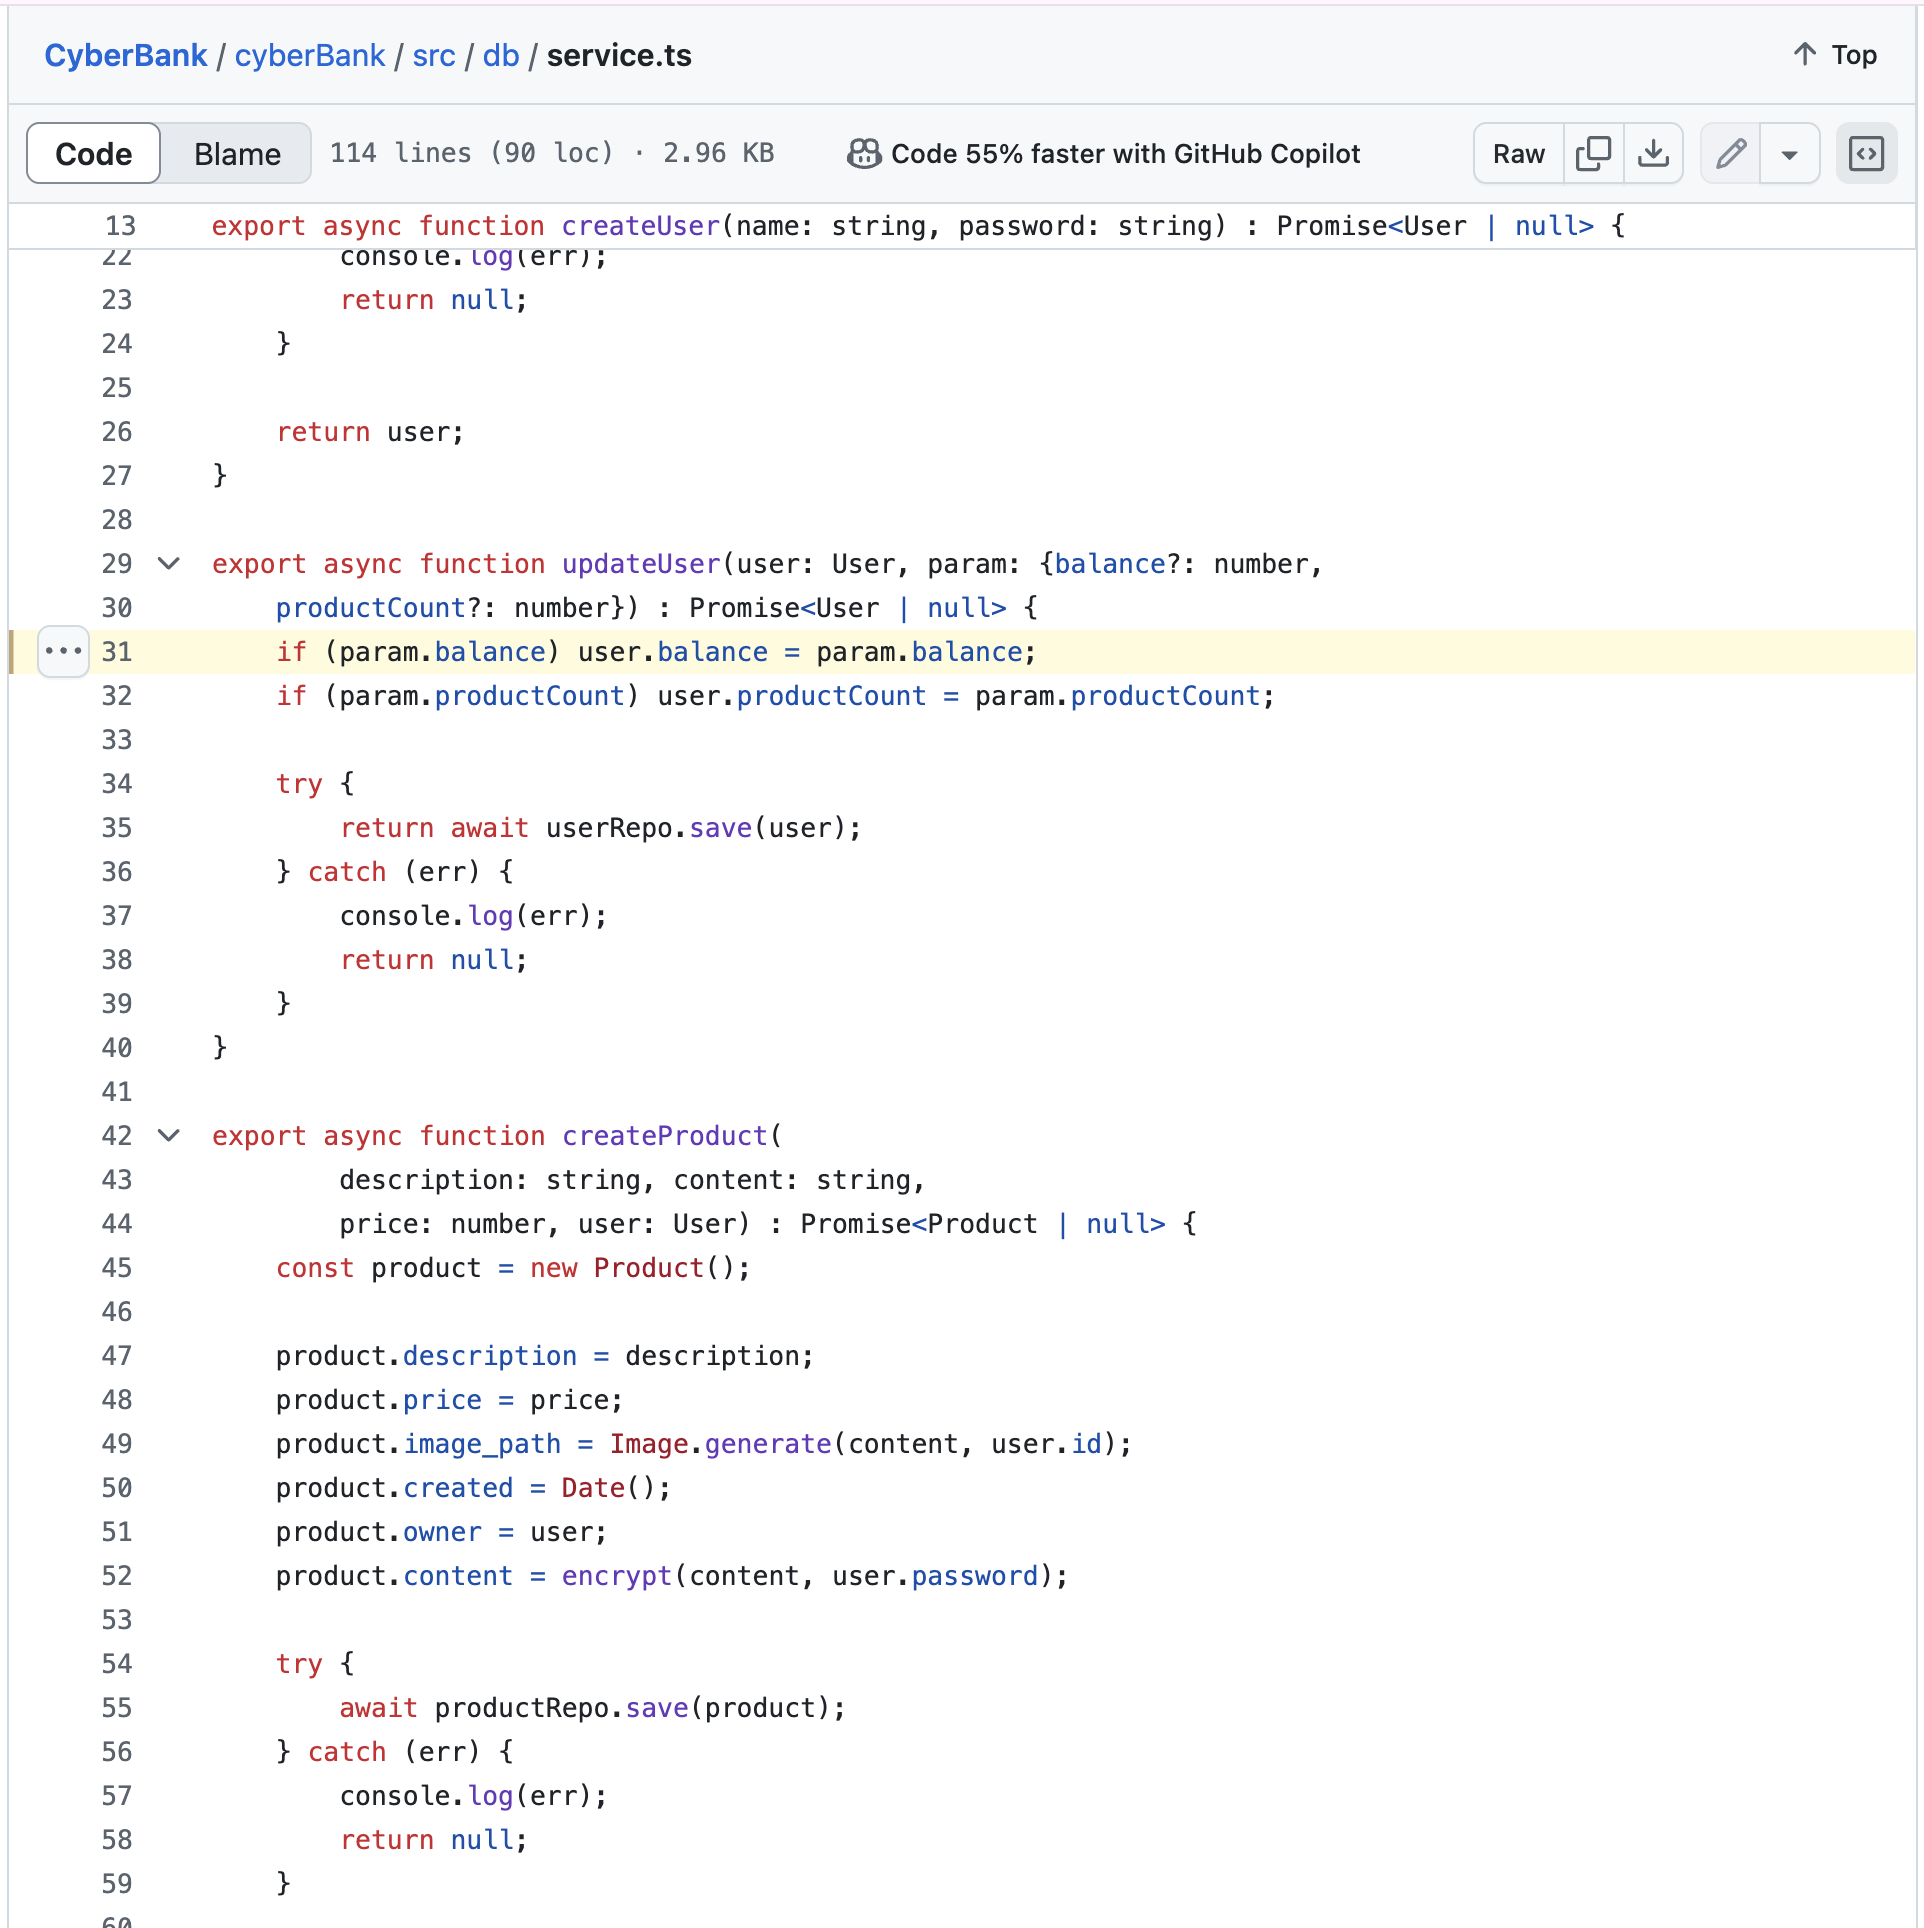 CyberBank / cyberBank / src / db / service.ts
Top
Code Blame 114 lines (90 loc) · 2.96 KB Code 55% faster with GitHub Copilot Raw
13 export async function createUser(name: string, password: string) : Promise<User | null> {
22 console.log(err);
23 return null;
24 }
25
26 return user;
27 }
28
29 export async function updateUser(user: User, param: {balance?: number,
30 productCount?: number}) : Promise<User | null> {
31 if (param.balance) user.balance = param.balance;
32 if (param.productCount) user.productCount = param.productCount;
33
34 try {
35 return await userRepo.save(user);
36 } catch (err) {
37 console.log(err);
38 return null;
39 }
40 }
41
42 export async function createProduct(
43 description: string, content: string,
44 price: number, user: User) : Promise<Product | null> {
45 const product = new Product();
46
47 product.description = description;
48 product.price = price;
49 product.image_path = Image.generate(content, user.id);
50 product.created = Date();
51 product.owner = user;
52 product.content = encrypt(content, user.password);
53
54 try {
55 await productRepo.save(product);
56 } catch (err) {
57 console.log(err);
58 return null;
59 }
60